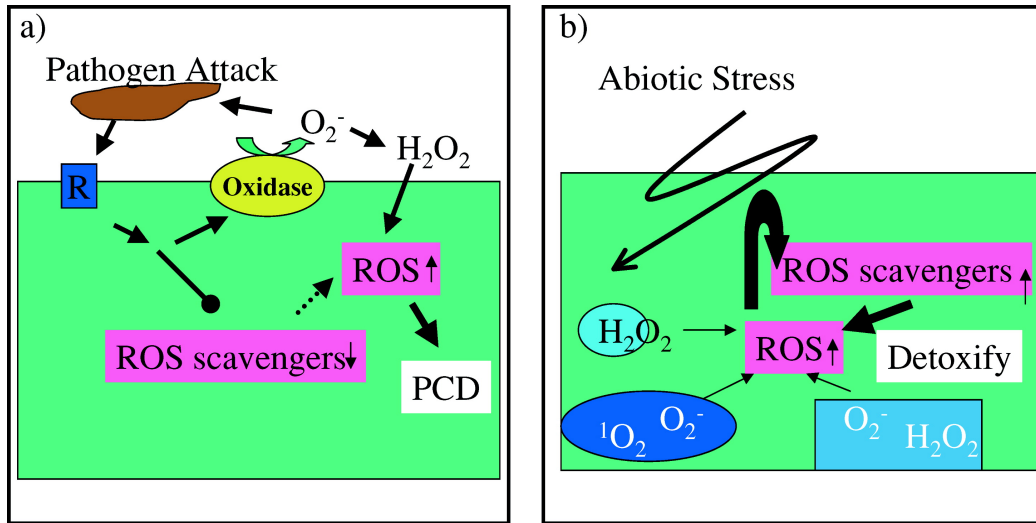 a)
Pathogen Attack
O₂⁻
H₂O₂
R
Oxidase
ROS↑
ROS scavengers↓
PCD
b)
Abiotic Stress
ROS scavengers↑
H₂O₂
ROS↑
Detoxify
¹O₂ O₂⁻
O₂⁻
H₂O₂